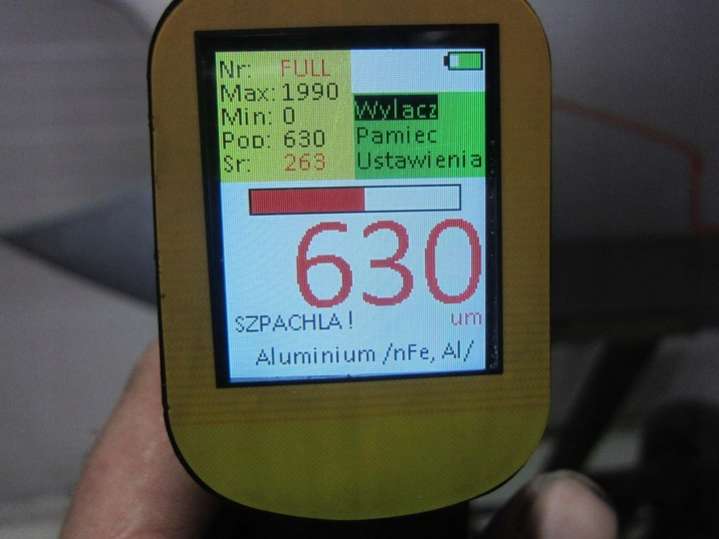 Nr: FULL
Max: 1990
Min: 0
Pop: 630
Sr: 263
Wylacz
Pamiec
Ustawienia
630
um
SZPACHLA!
Aluminium /nFe, Al/